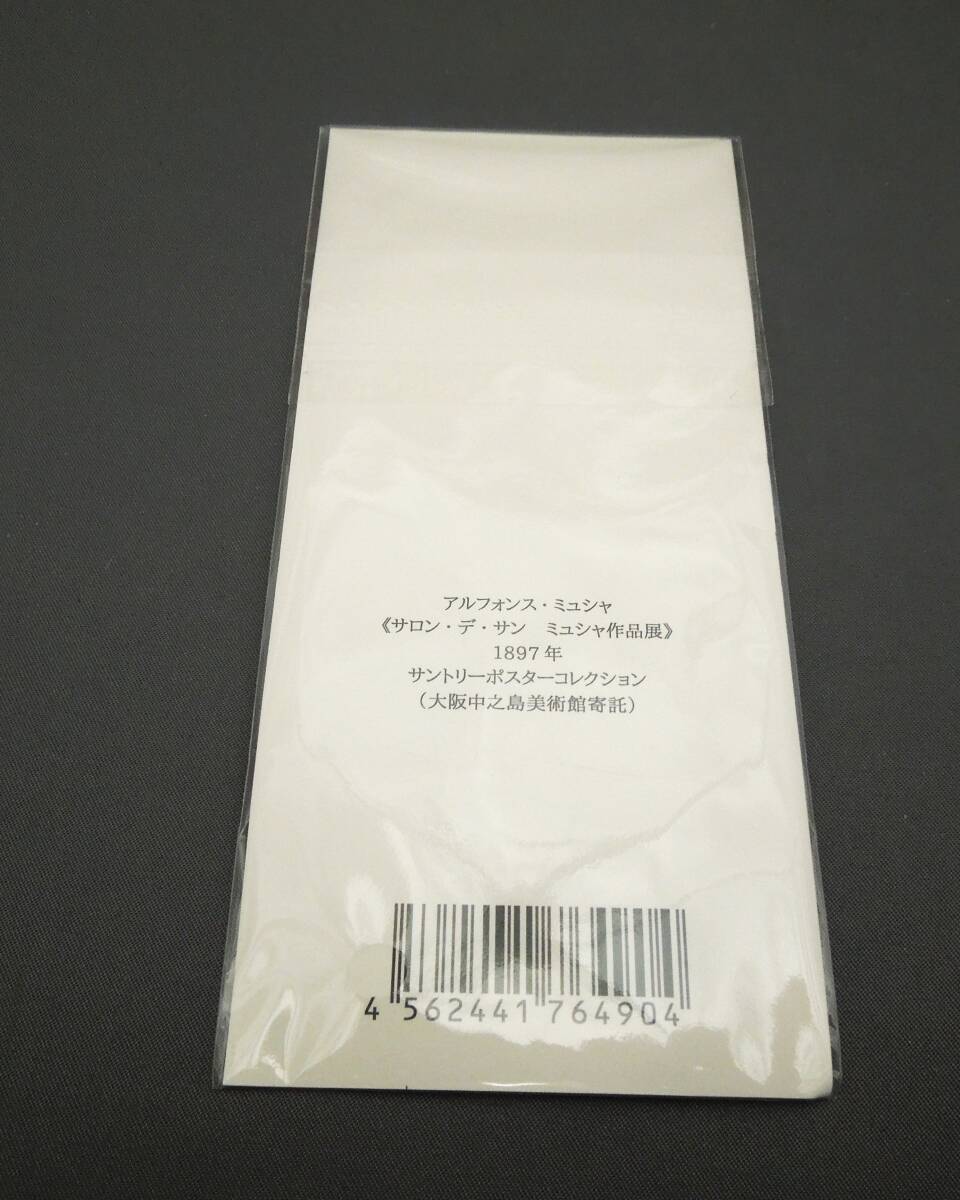 アルフォンス・ミュシャ
《サロン・デ・サン　ミュシャ作品展》
1897年
サントリーポスターコレクション
（大阪中之島美術館寄託）
4 562441 764904